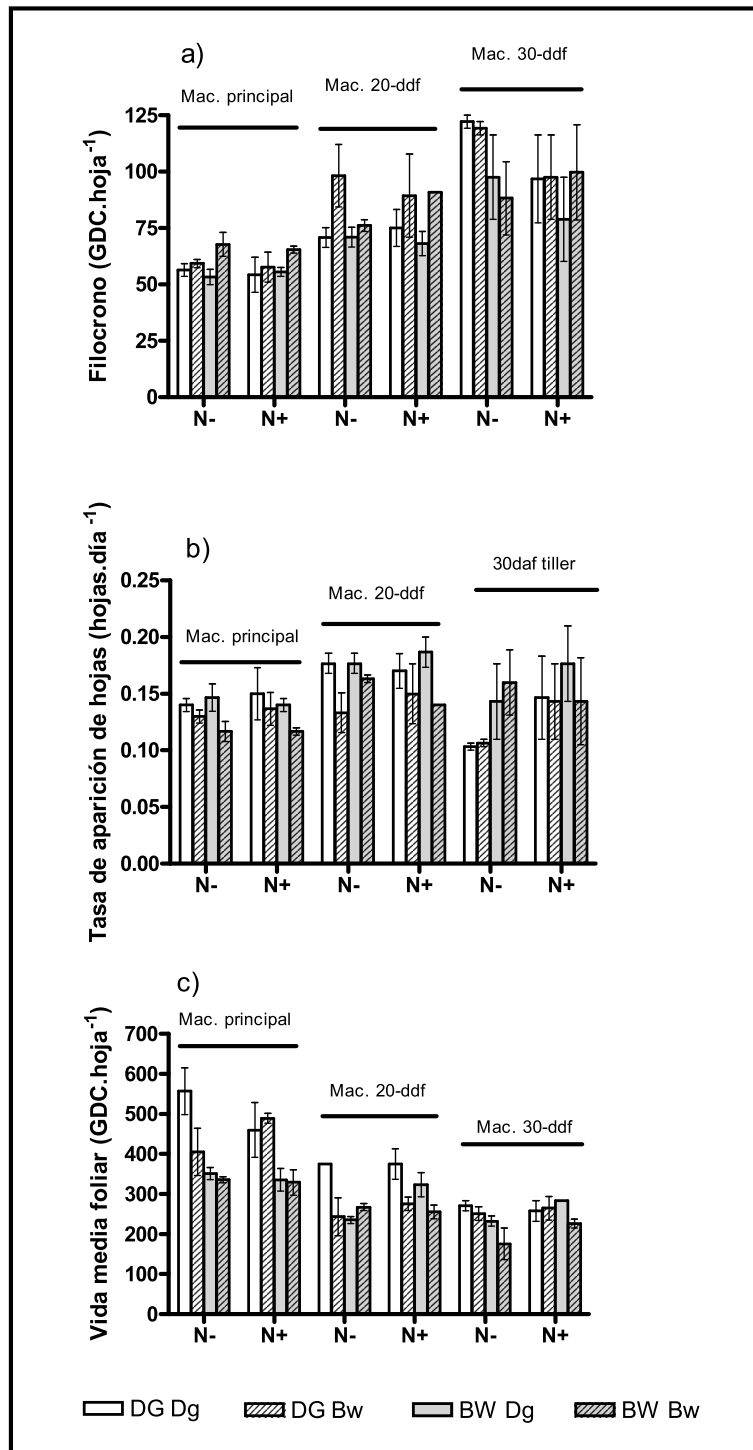 a)
Mac. principal
Mac. 20-ddf
Mac. 30-ddf
Filocrono (GDC.hoja⁻¹)
125
100
75
50
25
0
N- N+ N- N+ N- N+
b)
Mac. principal
Mac. 20-ddf
30daf tiller
Tasa de aparición de hojas (hojas.día ⁻¹)
0.25
0.20
0.15
0.10
0.05
0.00
N- N+ N- N+ N- N+
c)
Mac. principal
Mac. 20-ddf
Mac. 30-ddf
Vida media foliar (GDC.hoja⁻¹)
700
600
500
400
300
200
100
0
N- N+ N- N+ N- N+
DG Dg DG Bw BW Dg BW Bw